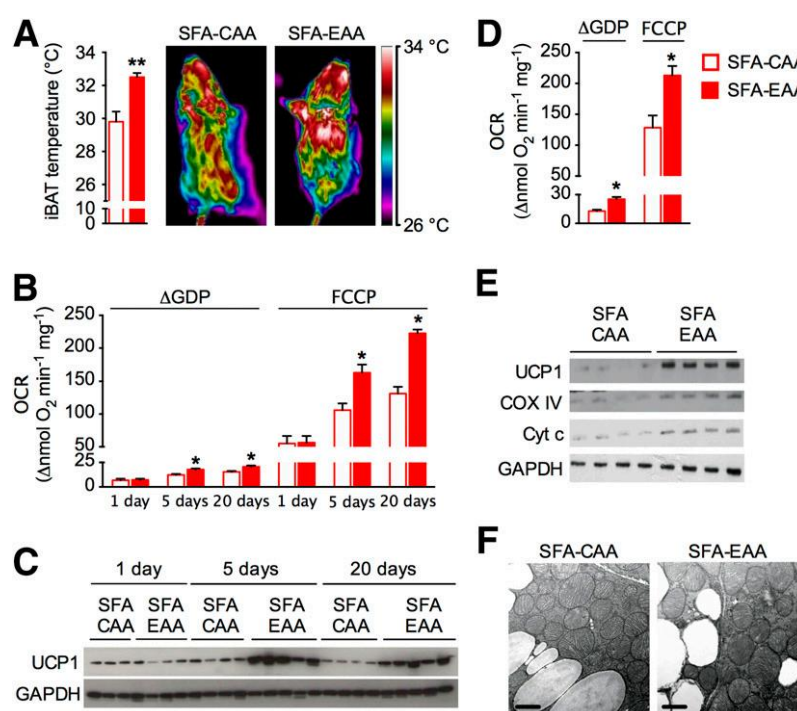 A
SFA-CAA SFA-EAA
iBAT temperature (°C)
34
**
32
30
28
26
10
0
34 °C
26 °C
B
ΔGDP FCCP
OCR
(Δnmol O₂ min⁻¹ mg⁻¹)
250
200
150
100
50
25
0
* * * *
1 day 5 days 20 days 1 day 5 days 20 days
C
1 day 5 days 20 days
SFA SFA SFA SFA SFA SFA
CAA EAA CAA EAA CAA EAA
UCP1
GAPDH
D
ΔGDP FCCP
OCR
(Δnmol O₂ min⁻¹ mg⁻¹)
250
200
150
100
50
30
0
* *
SFA-CAA
SFA-EAA
E
SFA SFA
CAA EAA
UCP1
COX IV
Cyt c
GAPDH
F
SFA-CAA SFA-EAA